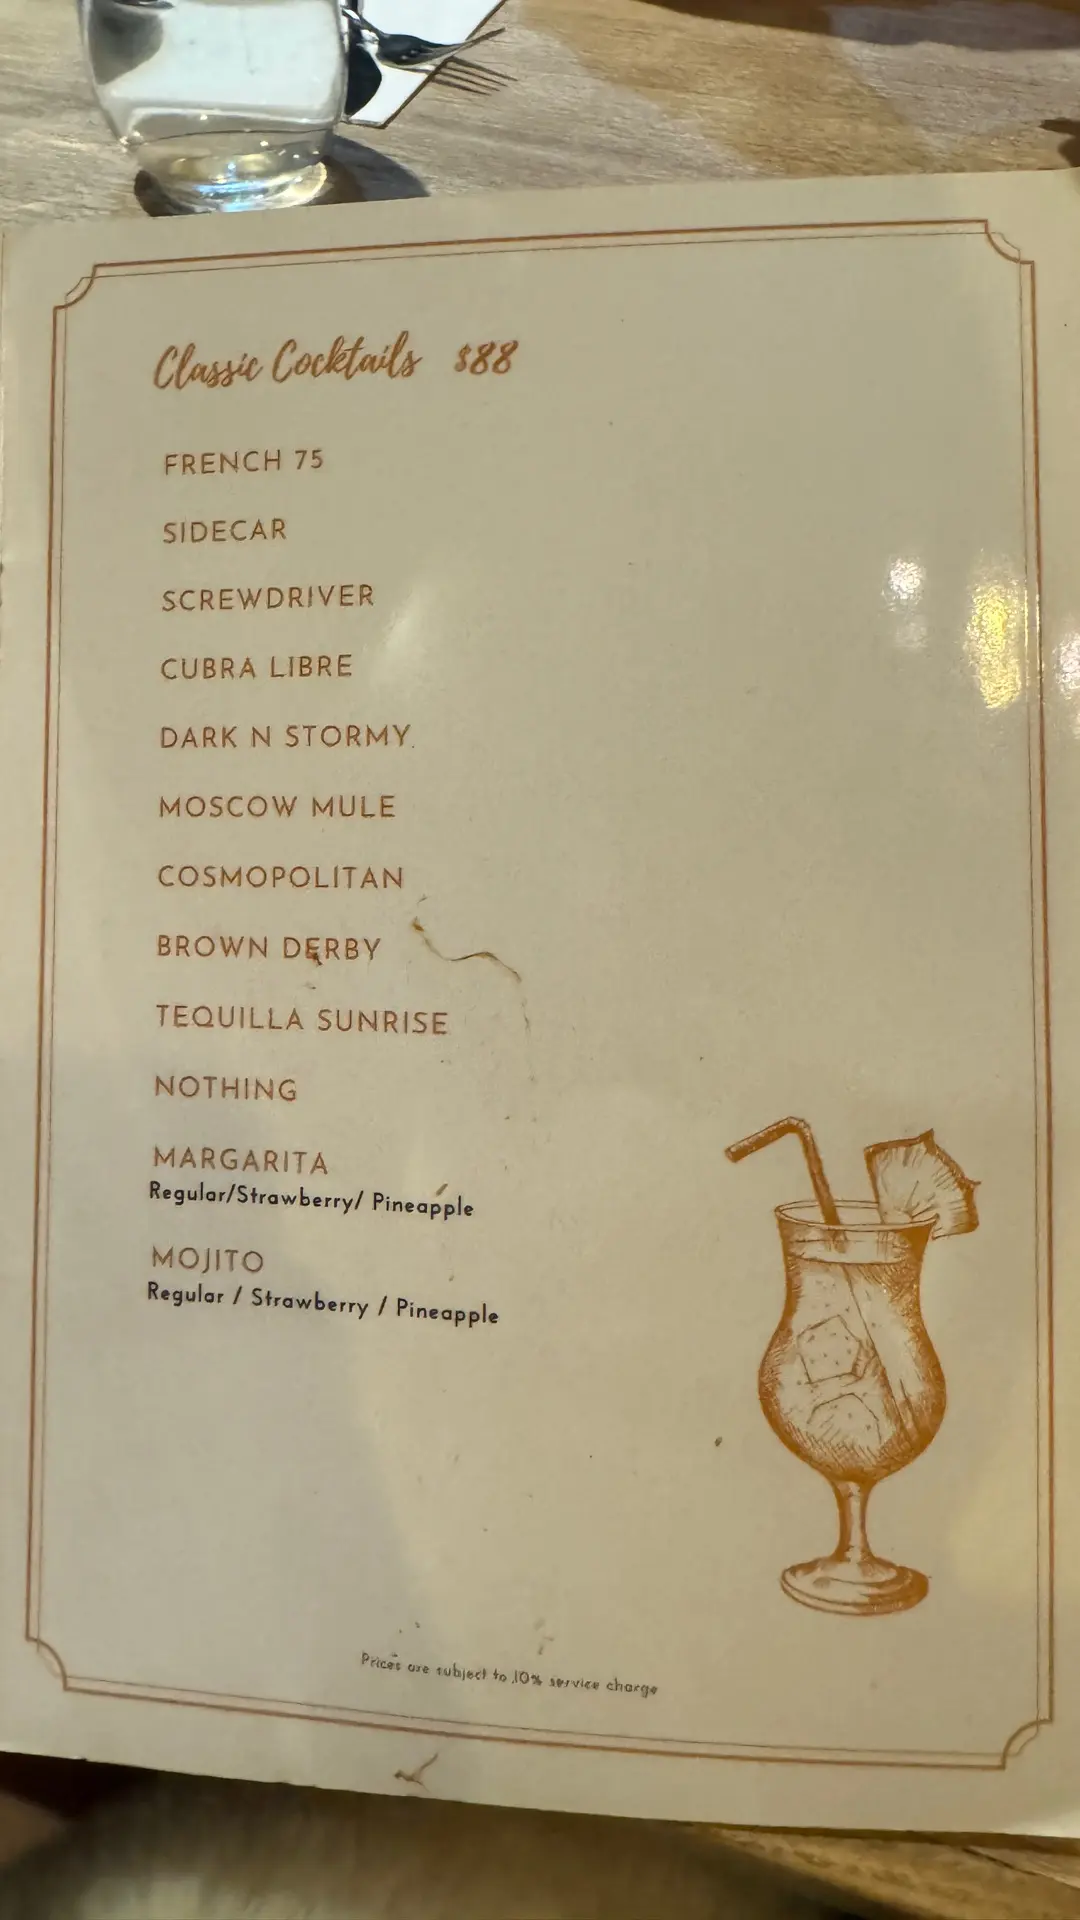 Classic Cocktails $88
FRENCH 75
SIDECAR
SCREWDRIVER
CUBRA LIBRE
DARK N STORMY
MOSCOW MULE
COSMOPOLITAN
BROWN DERBY
TEQUILLA SUNRISE
NOTHING
MARGARITA
Regular/Strawberry/ Pineapple
MOJITO
Regular / Strawberry / Pineapple
Prices are subject to 10% service charge